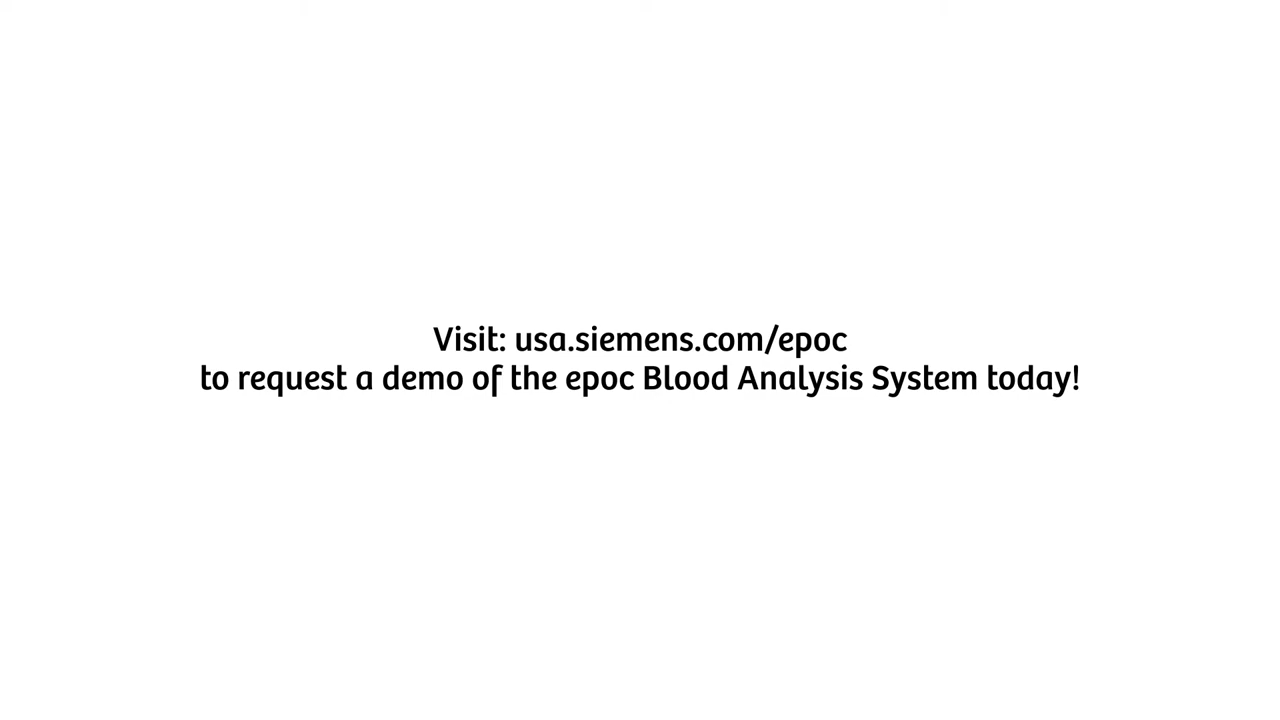 Visit: usa.siemens.com/epoc
to request a demo of the epoc Blood Analysis System today!